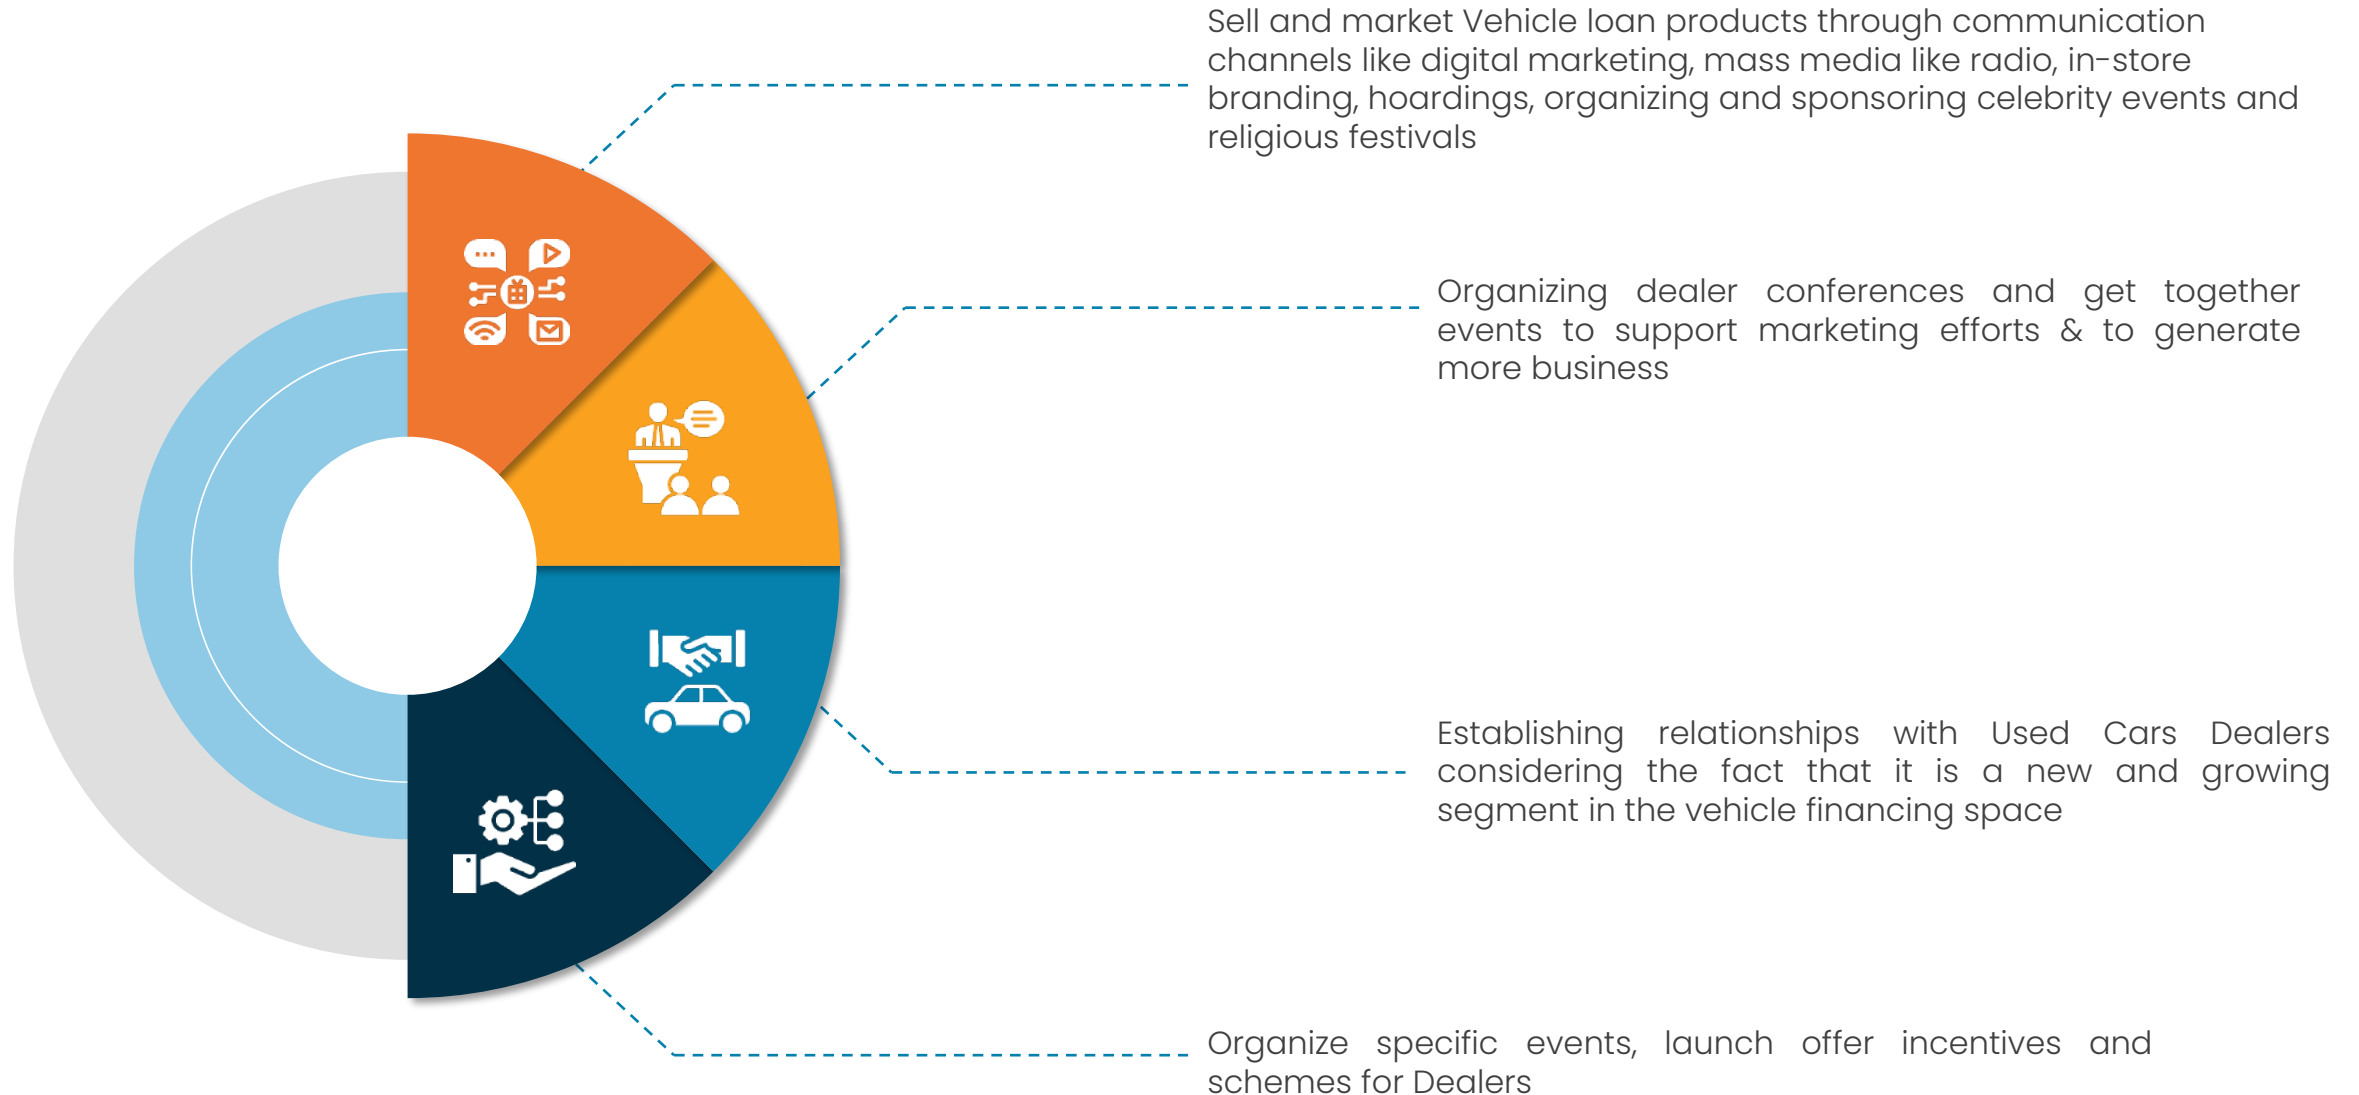 Sell and market Vehicle loan products through communication
channels like digital marketing, mass media like radio, in-store
branding, hoardings, organizing and sponsoring celebrity events and
religious festivals
Organizing dealer conferences and get together
events to support marketing efforts & to generate
more business
Establishing relationships with Used Cars Dealers
considering the fact that it is a new and growing
segment in the vehicle financing space
Organize specific events, launch offer incentives and
schemes for Dealers